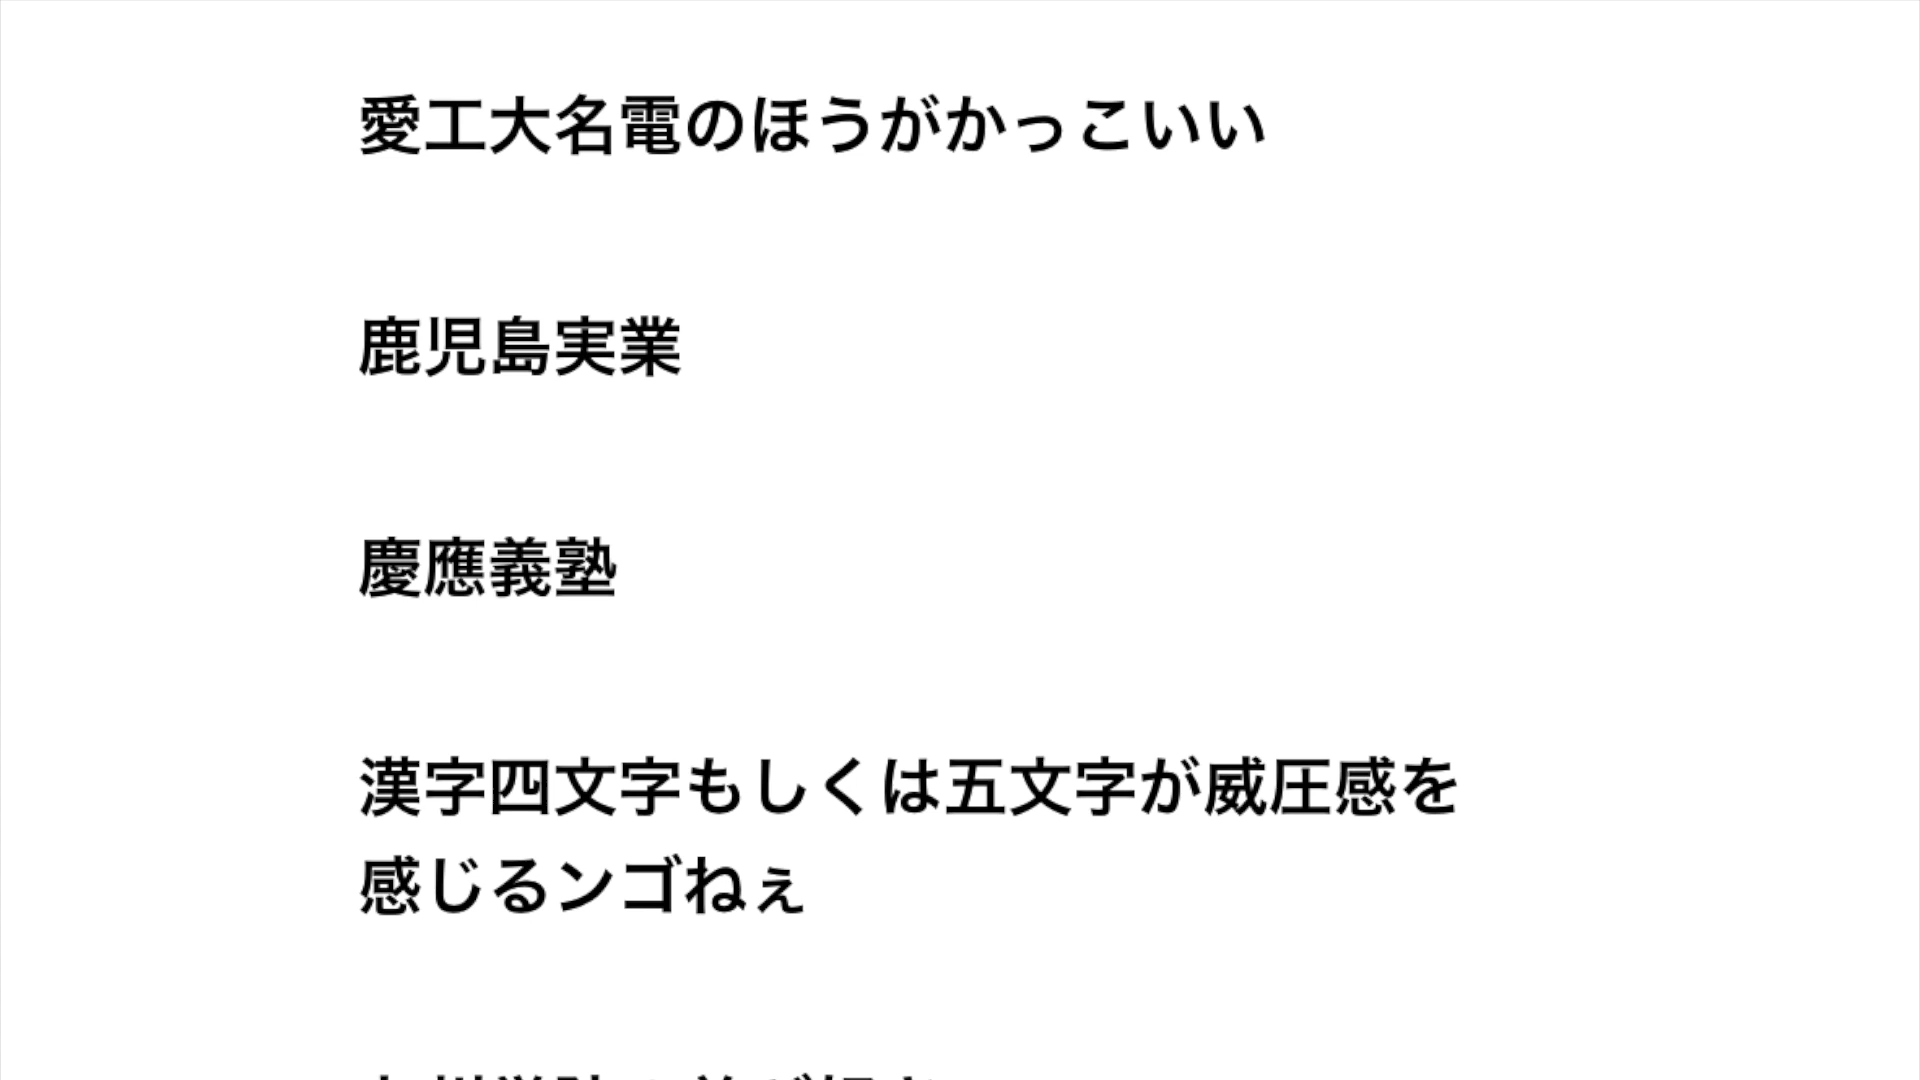 愛工大名電のほうがかっこいい
鹿児島実業
慶應義塾
漢字四文字もしくは五文字が威圧感を
感じるンゴねぇ